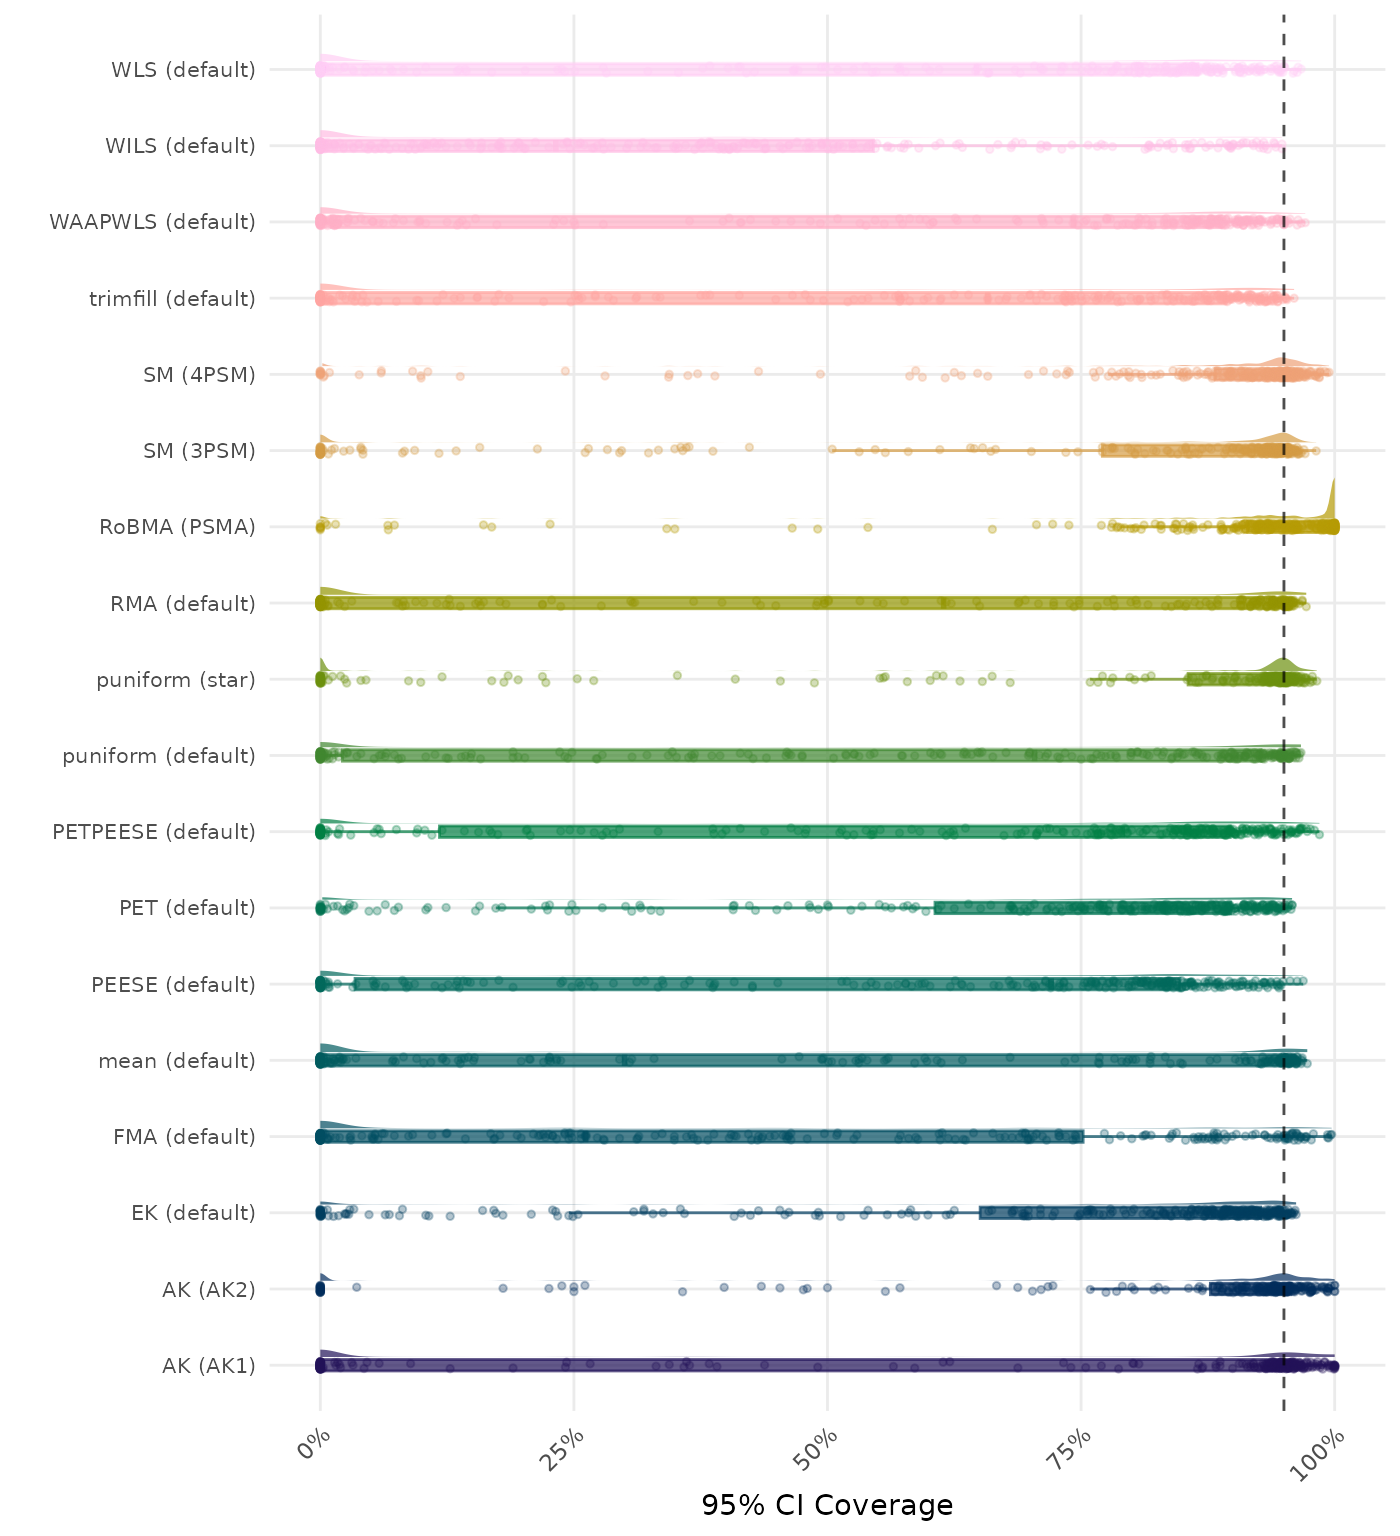 WLS (default)
WILS (default)
WAAPWLS (default)
trimfill (default)
SM (4PSM)
SM (3PSM)
RoBMA (PSMA)
RMA (default)
puniform (star)
puniform (default)
PETPEESE (default)
PET (default)
PEESE (default)
mean (default)
FMA (default)
EK (default)
AK (AK2)
AK (AK1)
0%
25%
50%
75%
100%
95% CI Coverage